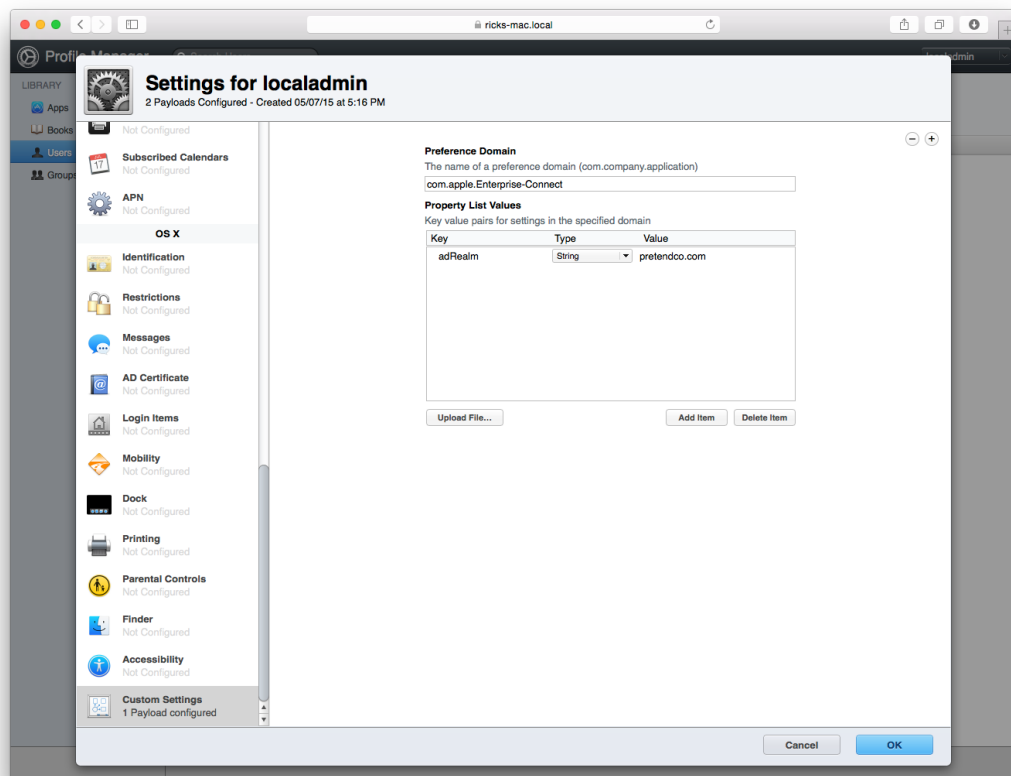 ricks-mac.local
Profile Manager
Search Users
localadmin
LIBRARY
Apps
Books
Users
Groups
Settings for localadmin
2 Payloads Configured - Created 05/07/15 at 5:16 PM
Not Configured
Subscribed Calendars
Not Configured
APN
Not Configured
OS X
Identification
Not Configured
Restrictions
Not Configured
Messages
Not Configured
AD Certificate
Not Configured
Login Items
Not Configured
Mobility
Not Configured
Dock
Not Configured
Printing
Not Configured
Parental Controls
Not Configured
Finder
Not Configured
Accessibility
Not Configured
Custom Settings
1 Payload configured
Preference Domain
The name of a preference domain (com.company.application)
com.apple.Enterprise-Connect
Property List Values
Key value pairs for settings in the specified domain
Key Type Value
adRealm String pretendco.com
Upload File... Add Item Delete Item
Cancel OK